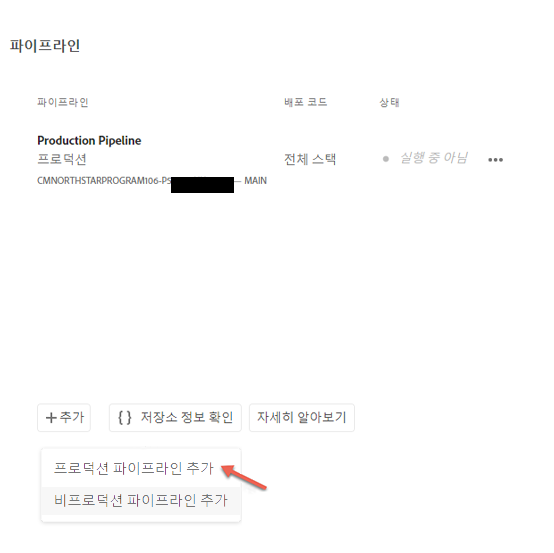 파이프라인
파이프라인 배포 코드 상태
Production Pipeline
프로덕션 전체 스택 실행 중 아님
CMNORTHSTARPROGRAM106-PS — MAIN
+ 추가 { } 저장소 정보 확인 자세히 알아보기
프로덕션 파이프라인 추가
비프로덕션 파이프라인 추가